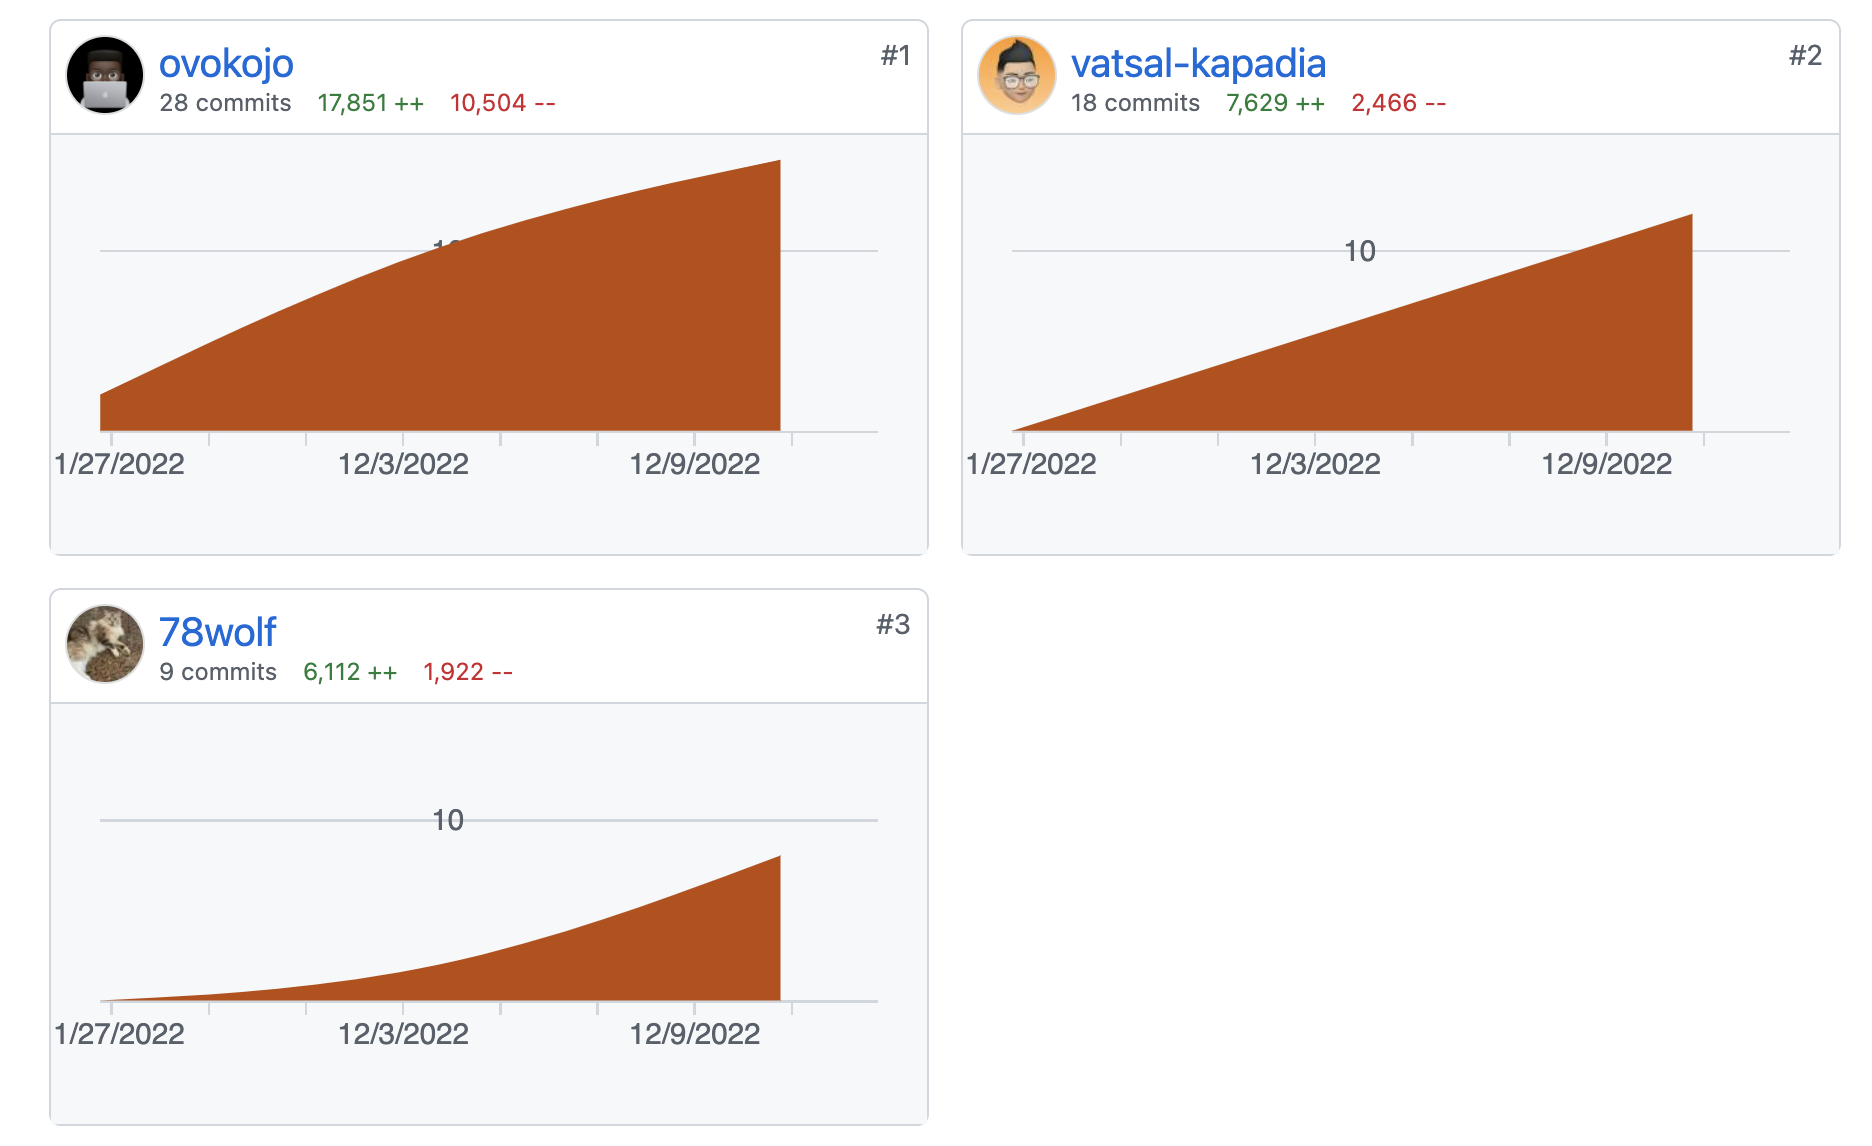 ovokojo
#1
28 commits 17,851 ++ 10,504 --
10
1/27/2022 12/3/2022 12/9/2022
vatsal-kapadia
#2
18 commits 7,629 ++ 2,466 --
10
1/27/2022 12/3/2022 12/9/2022
78wolf
#3
9 commits 6,112 ++ 1,922 --
10
1/27/2022 12/3/2022 12/9/2022